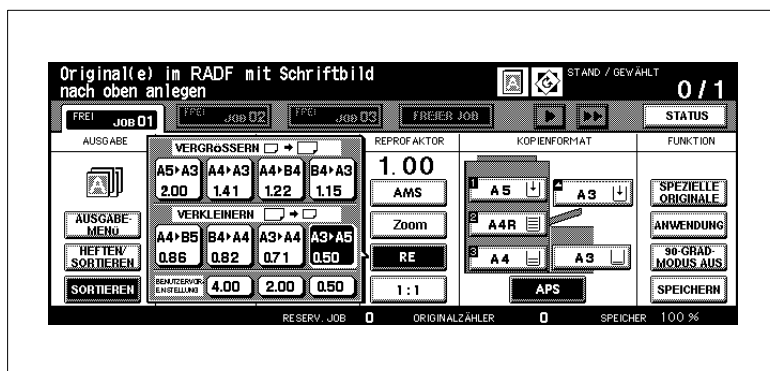 Original(e) im RADF mit Schriftbild
nach oben anlegen
STAND / GEWÄHLT
0 / 1
FREI JOB 01
FREI JOB 02
FREI JOB 03
FREIER JOB
STATUS
AUSGABE
AUSGABE-
MENÜ
HEFTEN/
SORTIEREN
SORTIEREN
VERGRöSSERN
A5▸A3 A4▸A3 A4▸B4 B4▸A3
2.00 1.41 1.22 1.15
VERKLEINERN
A4▸B5 B4▸A4 A3▸A4 A3▸A5
0.86 0.82 0.71 0.50
BENUTZERVOR-
EINSTELLUNG
4.00 2.00 0.50
REPROFAKTOR
1.00
AMS
Zoom
RE
1:1
KOPIENFORMAT
1 A5
A3
2 A4R
3 A4
A3
APS
FUNKTION
SPEZIELLE
ORIGINALE
ANWENDUNG
90-GRAD-
MODUS AUS
SPEICHERN
RESERV. JOB 0 ORIGINALZÄHLER 0 SPEICHER 100 %